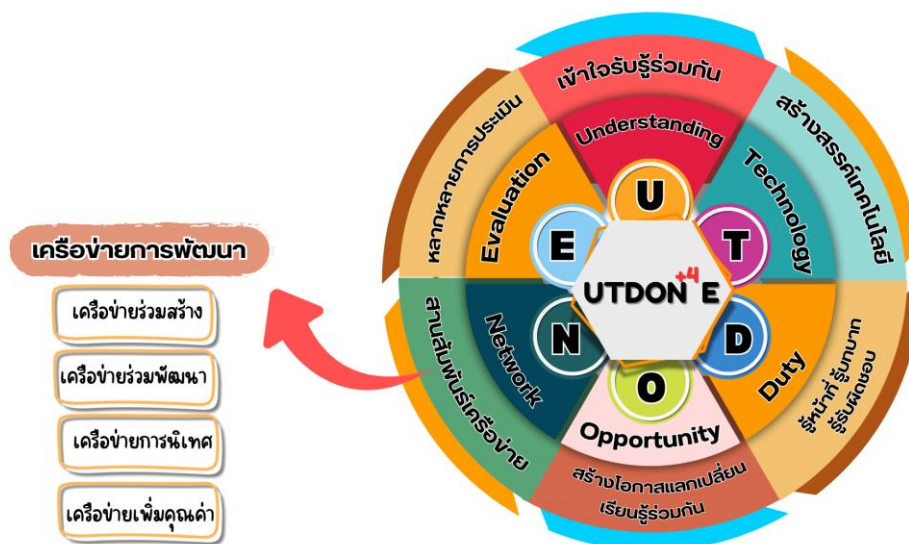 เข้าใจรับรู้ร่วมกัน
Understanding
สร้างสรรค์เทคโนโลยี
Technology
รู้หน้าที่ รู้บทบาท
รู้รับผิดชอบ
Duty
Opportunity
สร้างโอกาสแลกเปลี่ยน
เรียนรู้ร่วมกัน
Network
สานสัมพันธ์เครือข่าย
Evaluation
หลากหลายการประเมิน
U
T
D
O
N
E
UTDON+4 E
เครือข่ายการพัฒนา
เครือข่ายร่วมสร้าง
เครือข่ายร่วมพัฒนา
เครือข่ายการนิเทศ
เครือข่ายเพิ่มคุณค่า